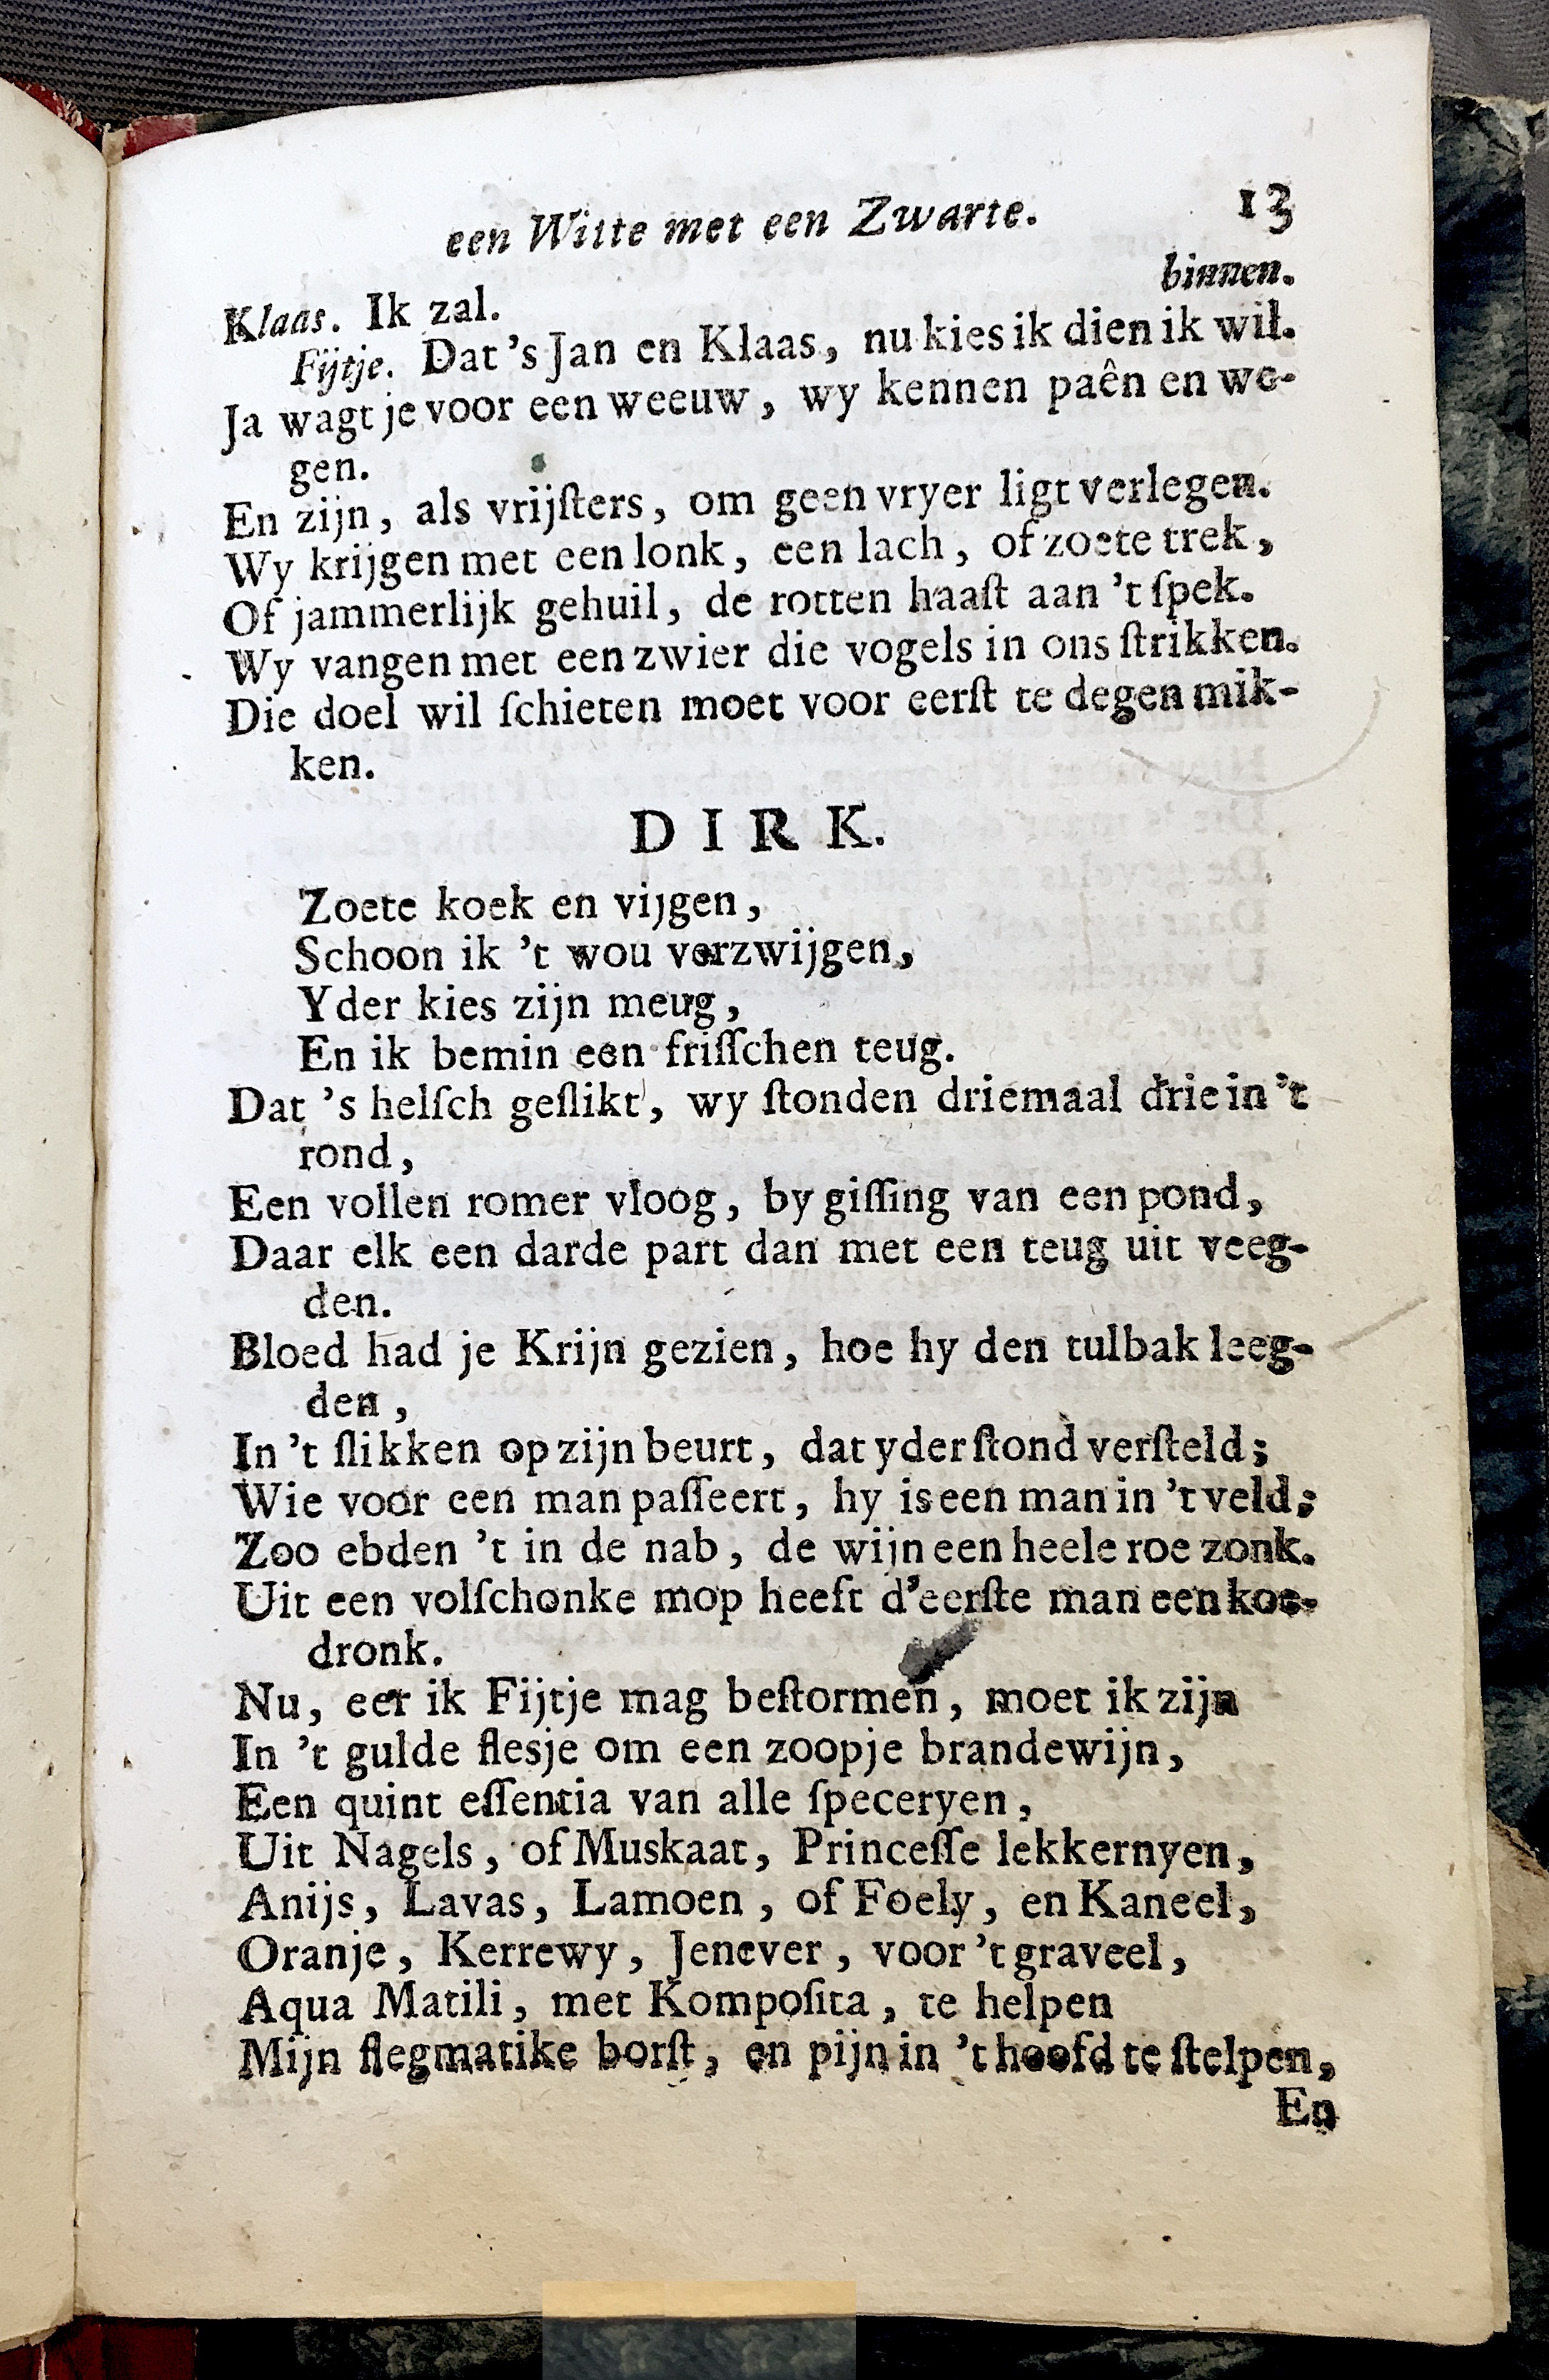 een Witte met een Zwarte. 13
Klaas. Ik zal. binnen.
Fijtje. Dat 's Jan en Klaas, nu kies ik dien ik wil.
Ja wagt je voor een weeuw, wy kennen paên en we-
gen.
En zijn, als vrijſters, om geen vryer ligt verlegen.
Wy krijgen met een lonk, een lach, of zoete trek,
Of jammerlijk gehuil, de rotten haaſt aan 't ſpek.
Wy vangen met een zwier die vogels in ons ſtrikken.
Die doel wil ſchieten moet voor eerſt te degen mik-
ken.
DIRK.
Zoete koek en vijgen,
Schoon ik 't wou verzwijgen,
Yder kies zijn meug,
En ik bemin een friſſchen teug.
Dat 's helſch geſlikt, wy ſtonden driemaal drie in 't
rond,
Een vollen romer vloog, by giſſing van een pond,
Daar elk een darde part dan met een teug uit veeg-
den.
Bloed had je Krijn gezien, hoe hy den tulbak leeg-
den,
In 't ſlikken op zijn beurt, dat yder ſtond verſteld;
Wie voor een man paſſeert, hy is een man in 't veld;
Zoo ebden 't in de nab, de wijn een heele roe zonk.
Uit een volſchonke mop heeft d'eerſte man een koe-
dronk.
Nu, eer ik Fijtje mag beſtormen, moet ik zijn
In 't gulde flesje om een zoopje brandewijn,
Een quint eſſentia van alle ſpeceryen,
Uit Nagels, of Muskaat, Princeſſe lekkernyen,
Anijs, Lavas, Lamoen, of Foely, en Kaneel,
Oranje, Kerrewy, Jenever, voor 't graveel,
Aqua Matili, met Kompoſita, te helpen
Mijn flegmatike borſt, en pijn in 't hoofd te ſtelpen,
En